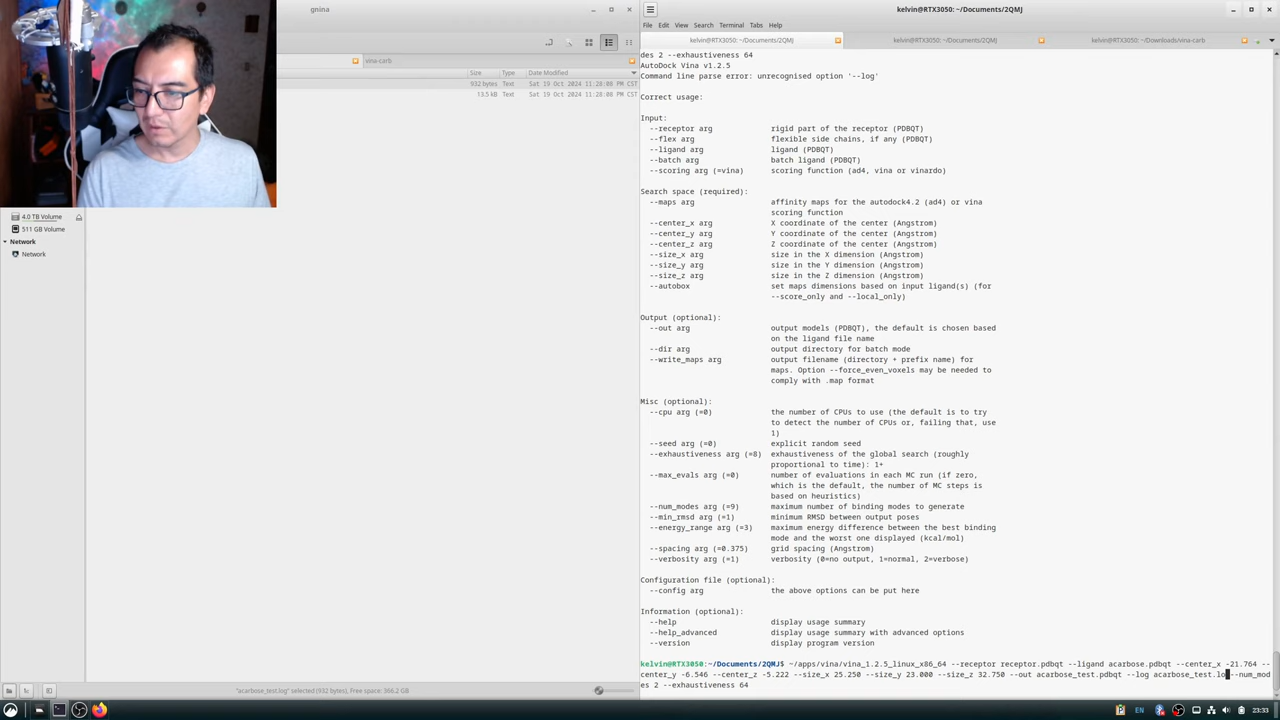 gnina
kelvin@RTX3050: ~/Documents/2QMJ
File Edit View Search Terminal Tabs Help
kelvin@RTX3050: ~/Documents/2QMJ
kelvin@RTX3050: ~/Documents/2QMJ
kelvin@RTX3050: ~/Downloads/vina-carb
vina-carb
Size Type Date Modified
932 bytes Text Sat 19 Oct 2024 11:28:08 PM CST
13.5 kB Text Sat 19 Oct 2024 11:28:08 PM CST
4.0 TB Volume
511 GB Volume
Network
Network
"acarbose_test.log" selected (932 bytes), Free space: 366.2 GB
des 2 --exhaustiveness 64
AutoDock Vina v1.2.5
Command line parse error: unrecognised option '--log'
Correct usage:
Input:
--receptor arg rigid part of the receptor (PDBQT)
--flex arg flexible side chains, if any (PDBQT)
--ligand arg ligand (PDBQT)
--batch arg batch ligand (PDBQT)
--scoring arg (=vina) scoring function (ad4, vina or vinardo)
Search space (required):
--maps arg affinity maps for the autodock4.2 (ad4) or vina
scoring function
--center_x arg X coordinate of the center (Angstrom)
--center_y arg Y coordinate of the center (Angstrom)
--center_z arg Z coordinate of the center (Angstrom)
--size_x arg size in the X dimension (Angstrom)
--size_y arg size in the Y dimension (Angstrom)
--size_z arg size in the Z dimension (Angstrom)
--autobox set maps dimensions based on input ligand(s) (for
--score_only and --local_only)
Output (optional):
--out arg output models (PDBQT), the default is chosen based
on the ligand file name
--dir arg output directory for batch mode
--write_maps arg output filename (directory + prefix name) for
maps. Option --force_even_voxels may be needed to
comply with .map format
Misc (optional):
--cpu arg (=0) the number of CPUs to use (the default is to try
to detect the number of CPUs or, failing that, use
1)
--seed arg (=0) explicit random seed
--exhaustiveness arg (=8) exhaustiveness of the global search (roughly
proportional to time): 1+
--max_evals arg (=0) number of evaluations in each MC run (if zero,
which is the default, the number of MC steps is
based on heuristics)
--num_modes arg (=9) maximum number of binding modes to generate
--min_rmsd arg (=1) minimum RMSD between output poses
--energy_range arg (=3) maximum energy difference between the best binding
mode and the worst one displayed (kcal/mol)
--spacing arg (=0.375) grid spacing (Angstrom)
--verbosity arg (=1) verbosity (0=no output, 1=normal, 2=verbose)
Configuration file (optional):
--config arg the above options can be put here
Information (optional):
--help display usage summary
--help_advanced display usage summary with advanced options
--version display program version
kelvin@RTX3050:~/Documents/2QMJ$ ~/apps/vina/vina_1.2.5_linux_x86_64 --receptor receptor.pdbqt --ligand acarbose.pdbqt --center_x -21.764 --
center_y -6.546 --center_z -5.222 --size_x 25.250 --size_y 23.000 --size_z 32.750 --out acarbose_test.pdbqt --log acarbose_test.lo --num_mod
es 2 --exhaustiveness 64
EN
23:33